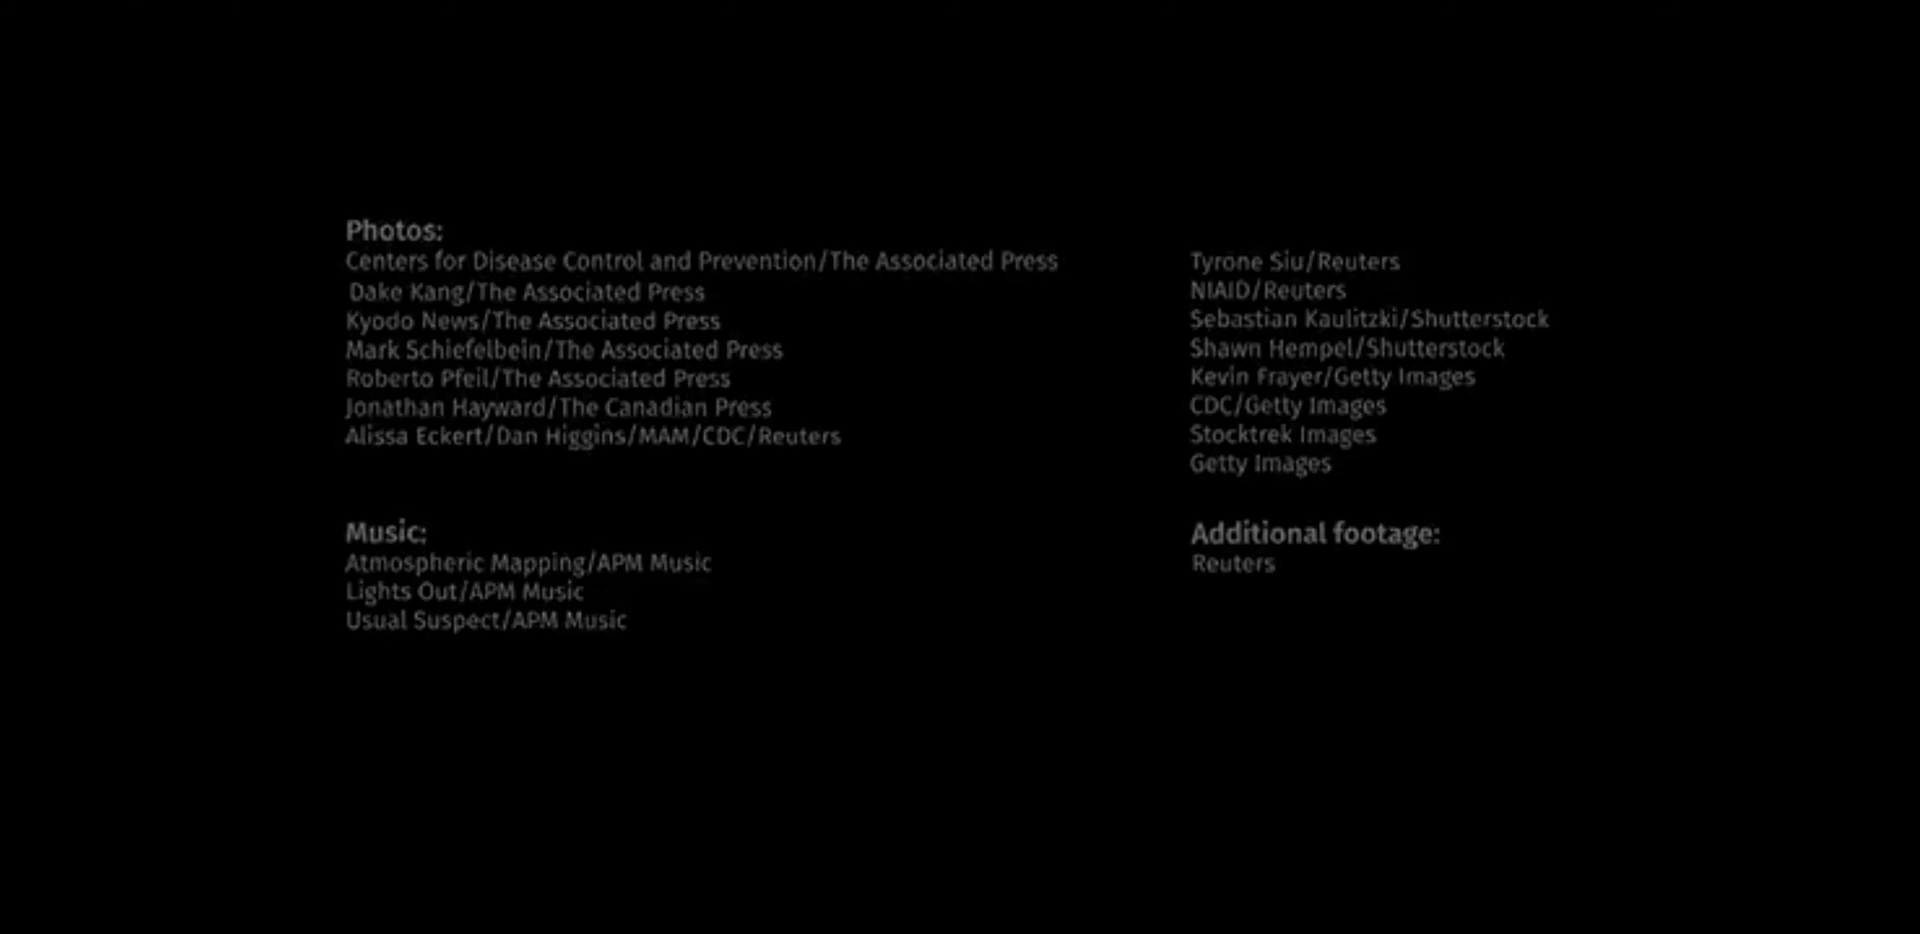 Photos:
Centers for Disease Control and Prevention/The Associated Press
Dake Kang/The Associated Press
Kyodo News/The Associated Press
Mark Schiefelbein/The Associated Press
Roberto Pfeil/The Associated Press
Jonathan Hayward/The Canadian Press
Alissa Eckert/Dan Higgins/MAM/CDC/Reuters
Tyrone Siu/Reuters
NIAID/Reuters
Sebastian Kaulitzki/Shutterstock
Shawn Hempel/Shutterstock
Kevin Frayer/Getty Images
CDC/Getty Images
Stocktrek Images
Getty Images
Music:
Atmospheric Mapping/APM Music
Lights Out/APM Music
Usual Suspect/APM Music
Additional footage:
Reuters